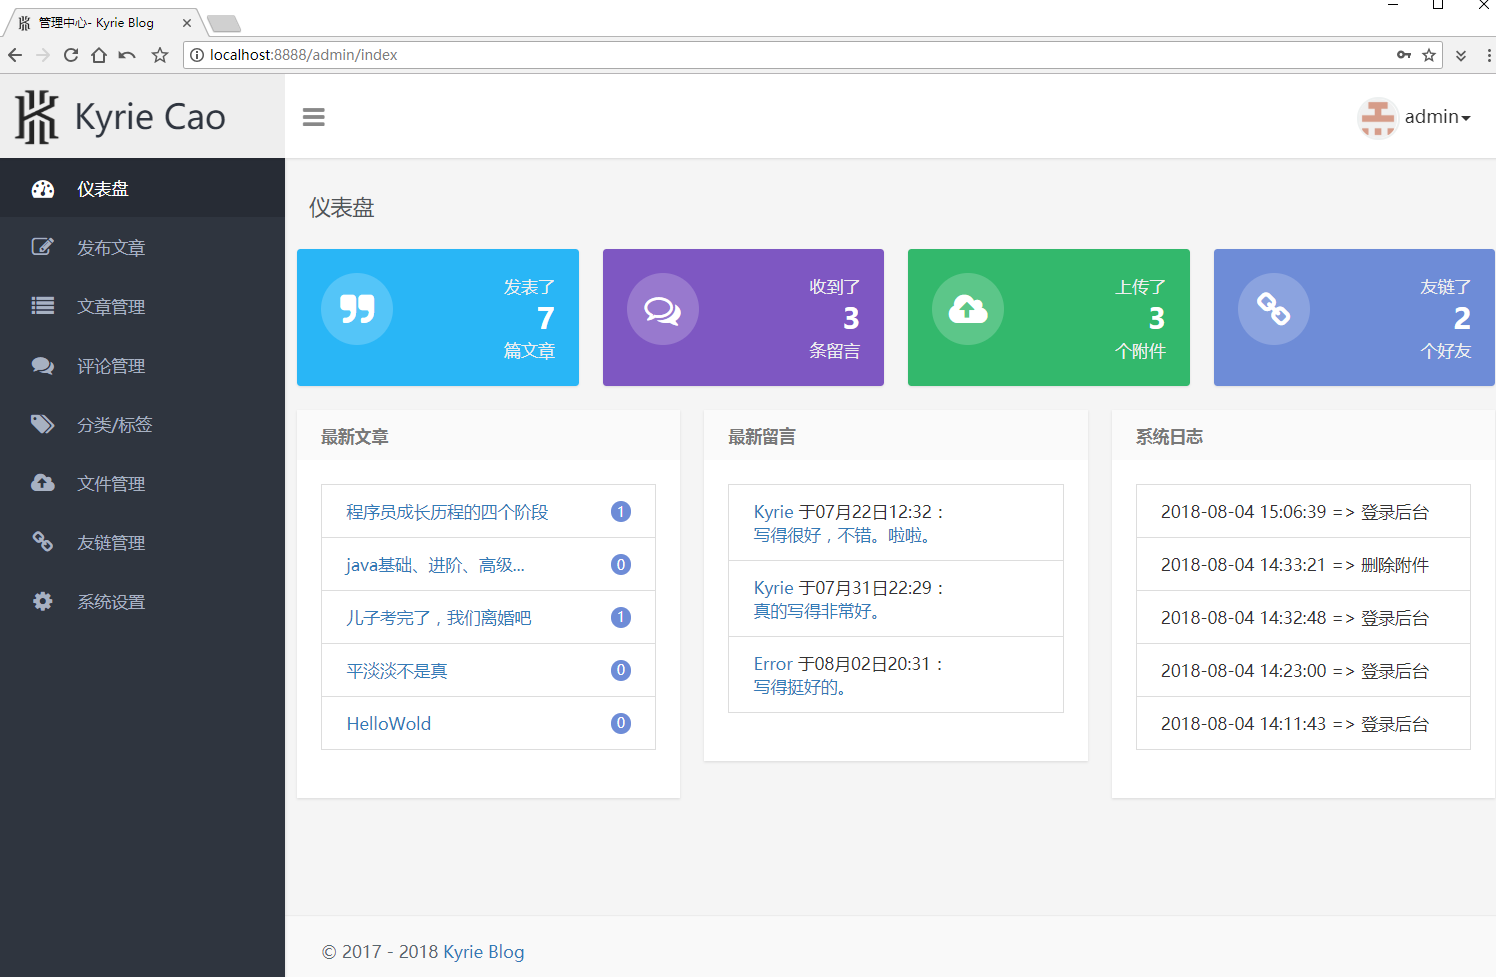 管理中心- Kyrie Blog
localhost:8888/admin/index
Kyrie Cao
admin
仪表盘
发布文章
文章管理
评论管理
分类/标签
文件管理
友链管理
系统设置
仪表盘
发表了
7
篇文章
收到了
3
条留言
上传了
3
个附件
友链了
2
个好友
最新文章
程序员成长历程的四个阶段 1
java基础、进阶、高级... 0
儿子考完了，我们离婚吧 1
平淡淡不是真 0
HelloWold 0
最新留言
Kyrie 于07月22日12:32：
写得很好，不错。啦啦。
Kyrie 于07月31日22:29：
真的写得非常好。
Error 于08月02日20:31：
写得挺好的。
系统日志
2018-08-04 15:06:39 => 登录后台
2018-08-04 14:33:21 => 删除附件
2018-08-04 14:32:48 => 登录后台
2018-08-04 14:23:00 => 登录后台
2018-08-04 14:11:43 => 登录后台
© 2017 - 2018 Kyrie Blog